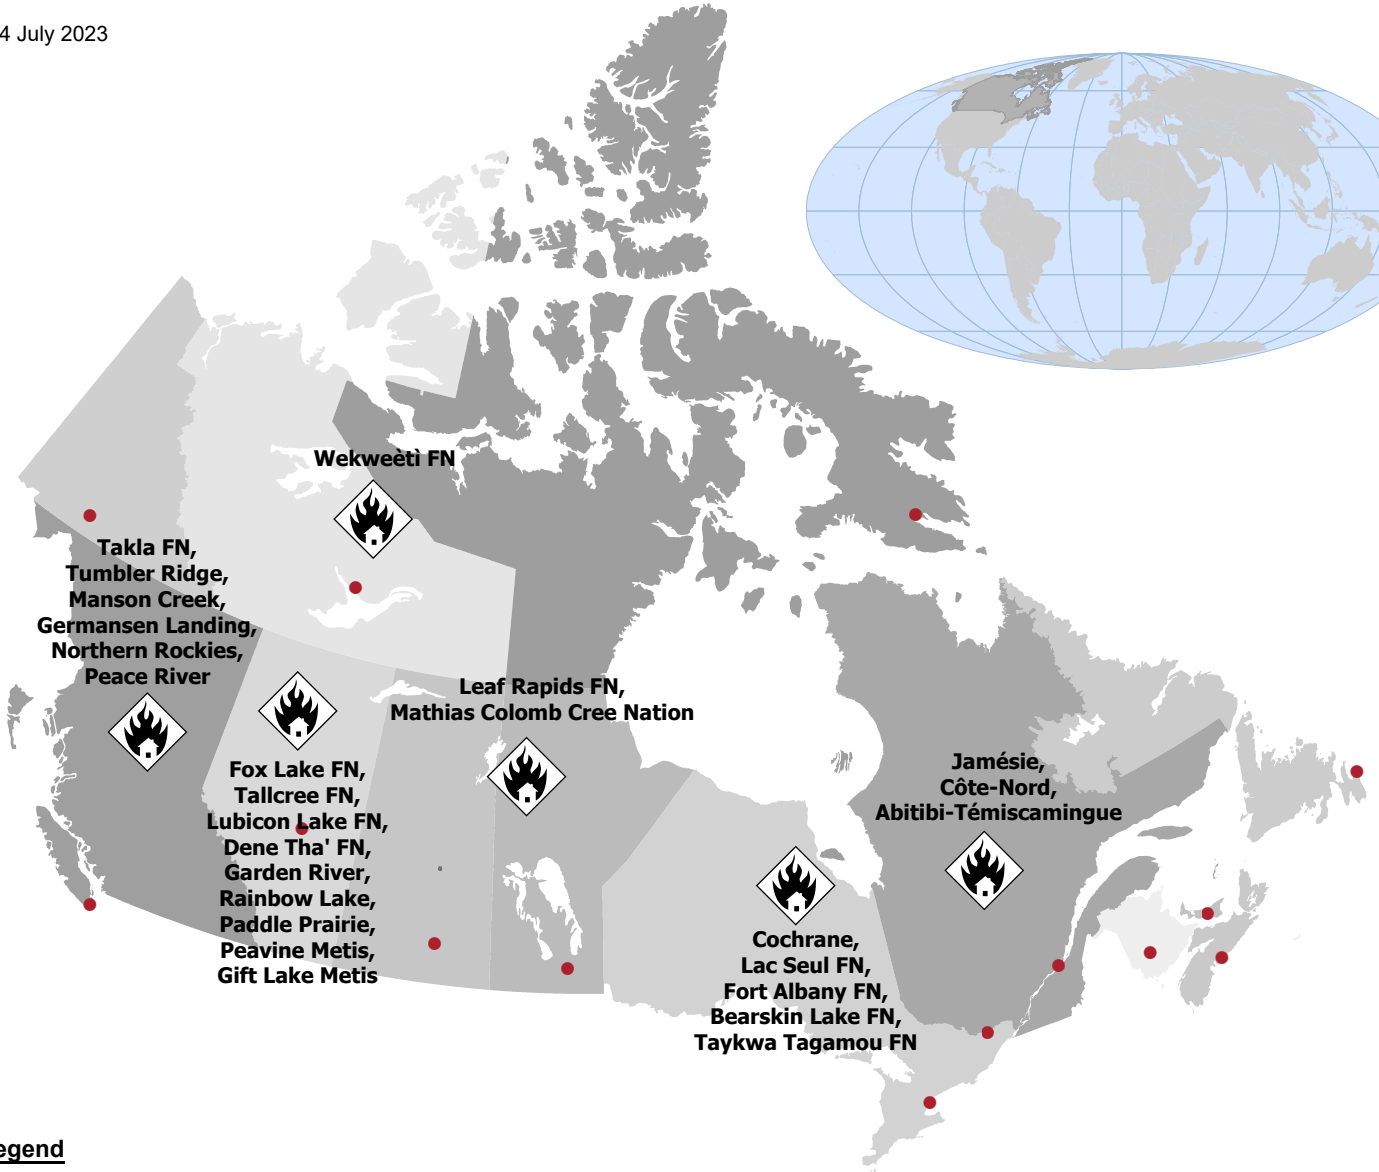 4 July 2023
Wekweètì FN
Takla FN,
Tumbler Ridge,
Manson Creek,
Germansen Landing,
Northern Rockies,
Peace River
Leaf Rapids FN,
Mathias Colomb Cree Nation
Fox Lake FN,
Tallcree FN,
Lubicon Lake FN,
Dene Tha' FN,
Garden River,
Rainbow Lake,
Paddle Prairie,
Peavine Metis,
Gift Lake Metis
Jamésie,
Côte-Nord,
Abitibi-Témiscamingue
Cochrane,
Lac Seul FN,
Fort Albany FN,
Bearskin Lake FN,
Taykwa Tagamou FN
egend